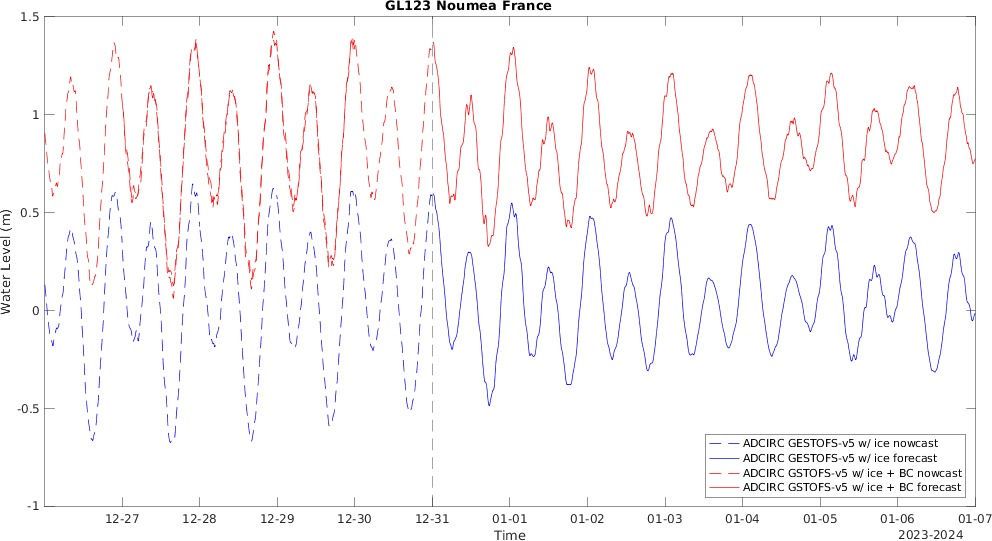 GL123 Noumea France
1.5
1
0.5
0
-0.5
-1
Water Level (m)
ADCIRC GESTOFS-v5 w/ ice nowcast
ADCIRC GESTOFS-v5 w/ ice forecast
ADCIRC GSTOFS-v5 w/ ice + BC nowcast
ADCIRC GSTOFS-v5 w/ ice + BC forecast
12-27 12-28 12-29 12-30 12-31 01-01 01-02 01-03 01-04 01-05 01-06 01-07
Time
2023-2024